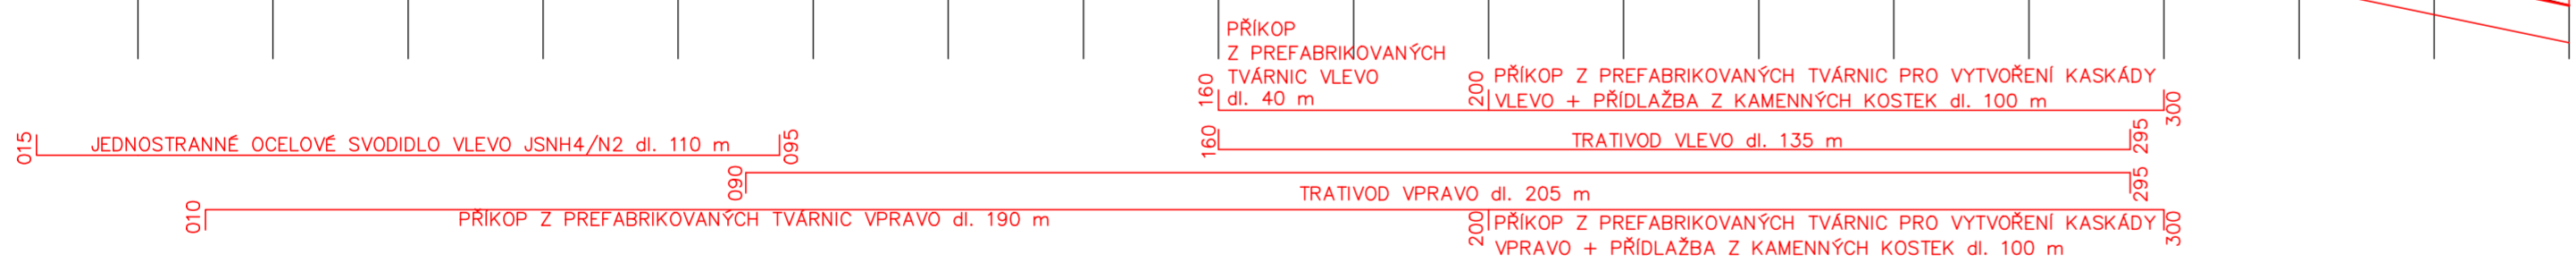 PŘÍKOP
Z PREFABRIKOVANÝCH
TVÁRNIC VLEVO
dl. 40 m
160
200
PŘÍKOP Z PREFABRIKOVANÝCH TVÁRNIC PRO VYTVOŘENÍ KASKÁDY
VLEVO + PŘÍDLAŽBA Z KAMENNÝCH KOSTEK dl. 100 m
300
015
JEDNOSTRANNÉ OCELOVÉ SVODIDLO VLEVO JSNH4/N2 dl. 110 m
095
160
TRATIVOD VLEVO dl. 135 m
295
090
TRATIVOD VPRAVO dl. 205 m
295
010
PŘÍKOP Z PREFABRIKOVANÝCH TVÁRNIC VPRAVO dl. 190 m
200
PŘÍKOP Z PREFABRIKOVANÝCH TVÁRNIC PRO VYTVOŘENÍ KASKÁDY
VPRAVO + PŘÍDLAŽBA Z KAMENNÝCH KOSTEK dl. 100 m
300